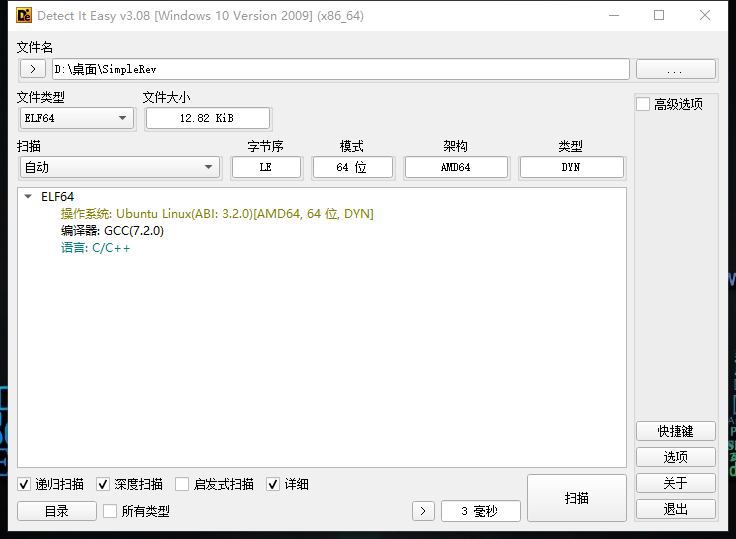 Detect It Easy v3.08 [Windows 10 Version 2009] (x86_64)
文件名
> D:\桌面\SimpleRev ...
文件类型 文件大小 高级选项
ELF64 12.82 KiB
扫描 字节序 模式 架构 类型
自动 LE 64 位 AMD64 DYN
ELF64
操作系统: Ubuntu Linux(ABI: 3.2.0)[AMD64, 64 位, DYN]
编译器: GCC(7.2.0)
语言: C/C++
快捷键
选项
关于
退出
递归扫描 深度扫描 启发式扫描 详细
目录 所有类型 > 3 毫秒 扫描